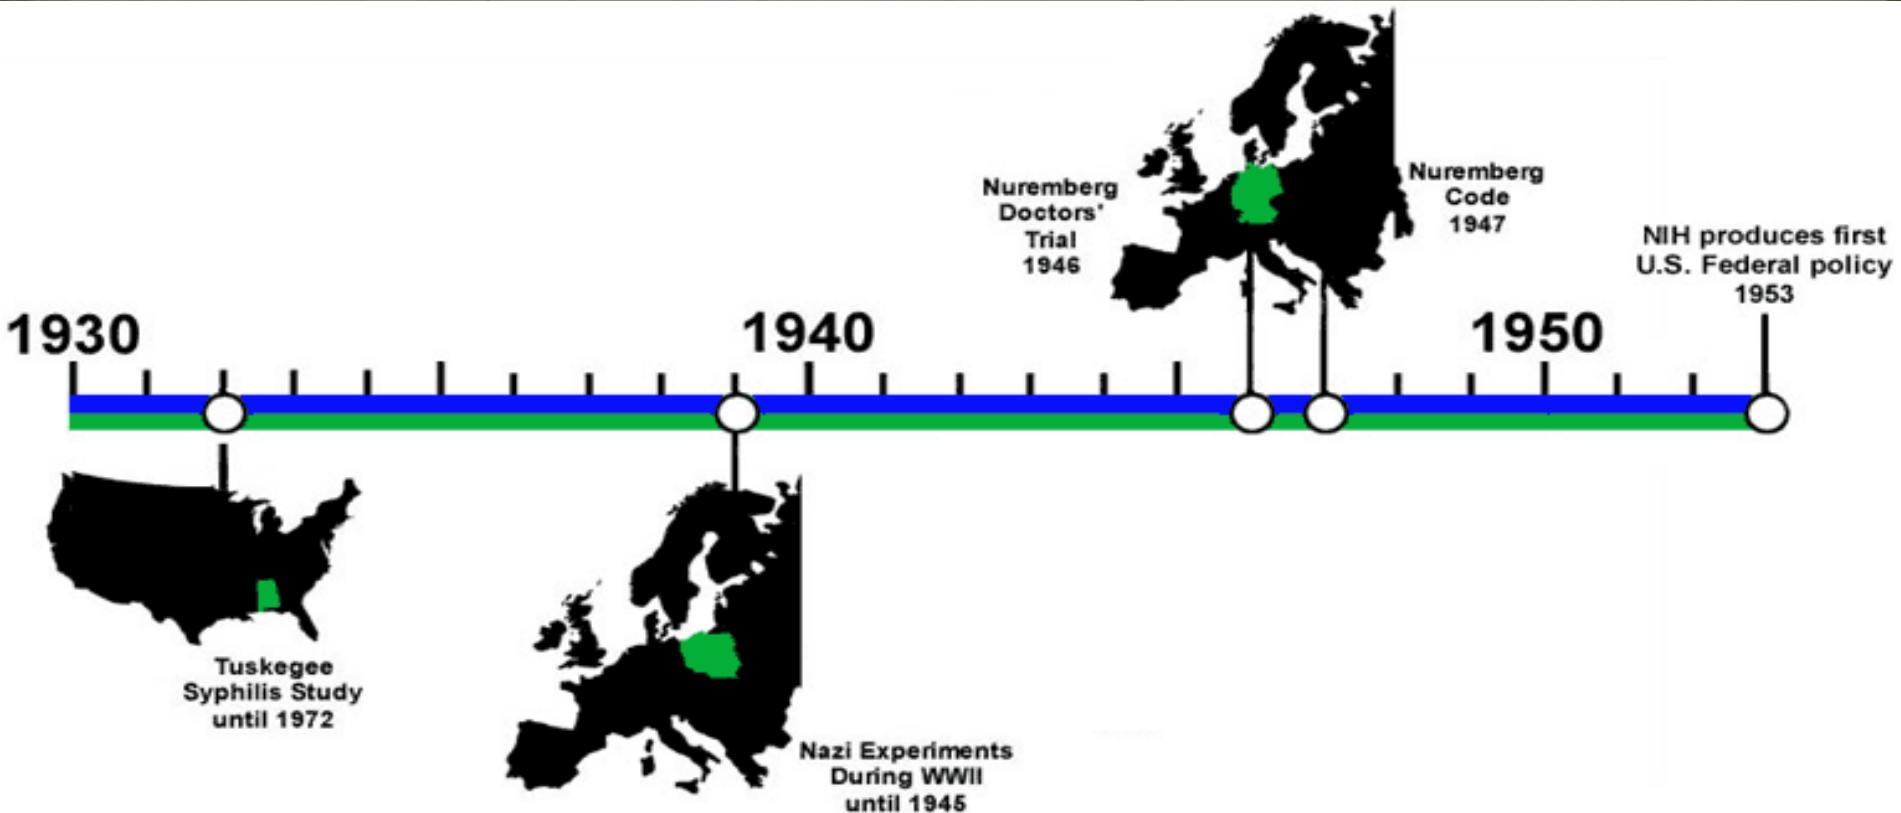 Nuremberg
Doctors'
Trial
1946
Nuremberg
Code
1947
NIH produces first
U.S. Federal policy
1953
1930
1940
1950
Tuskegee
Syphilis Study
until 1972
Nazi Experiments
During WWII
until 1945